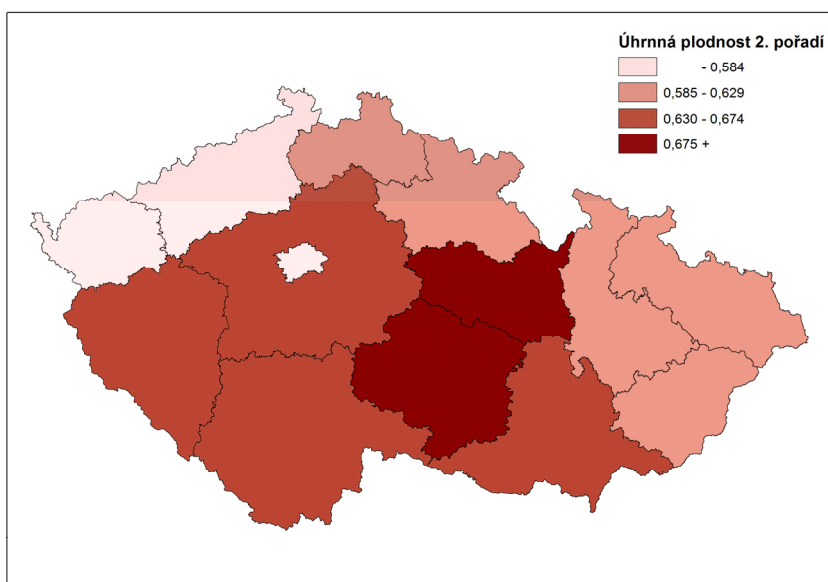 Úhrnná plodnost 2. pořadí
- 0,584
0,585 - 0,629
0,630 - 0,674
0,675 +